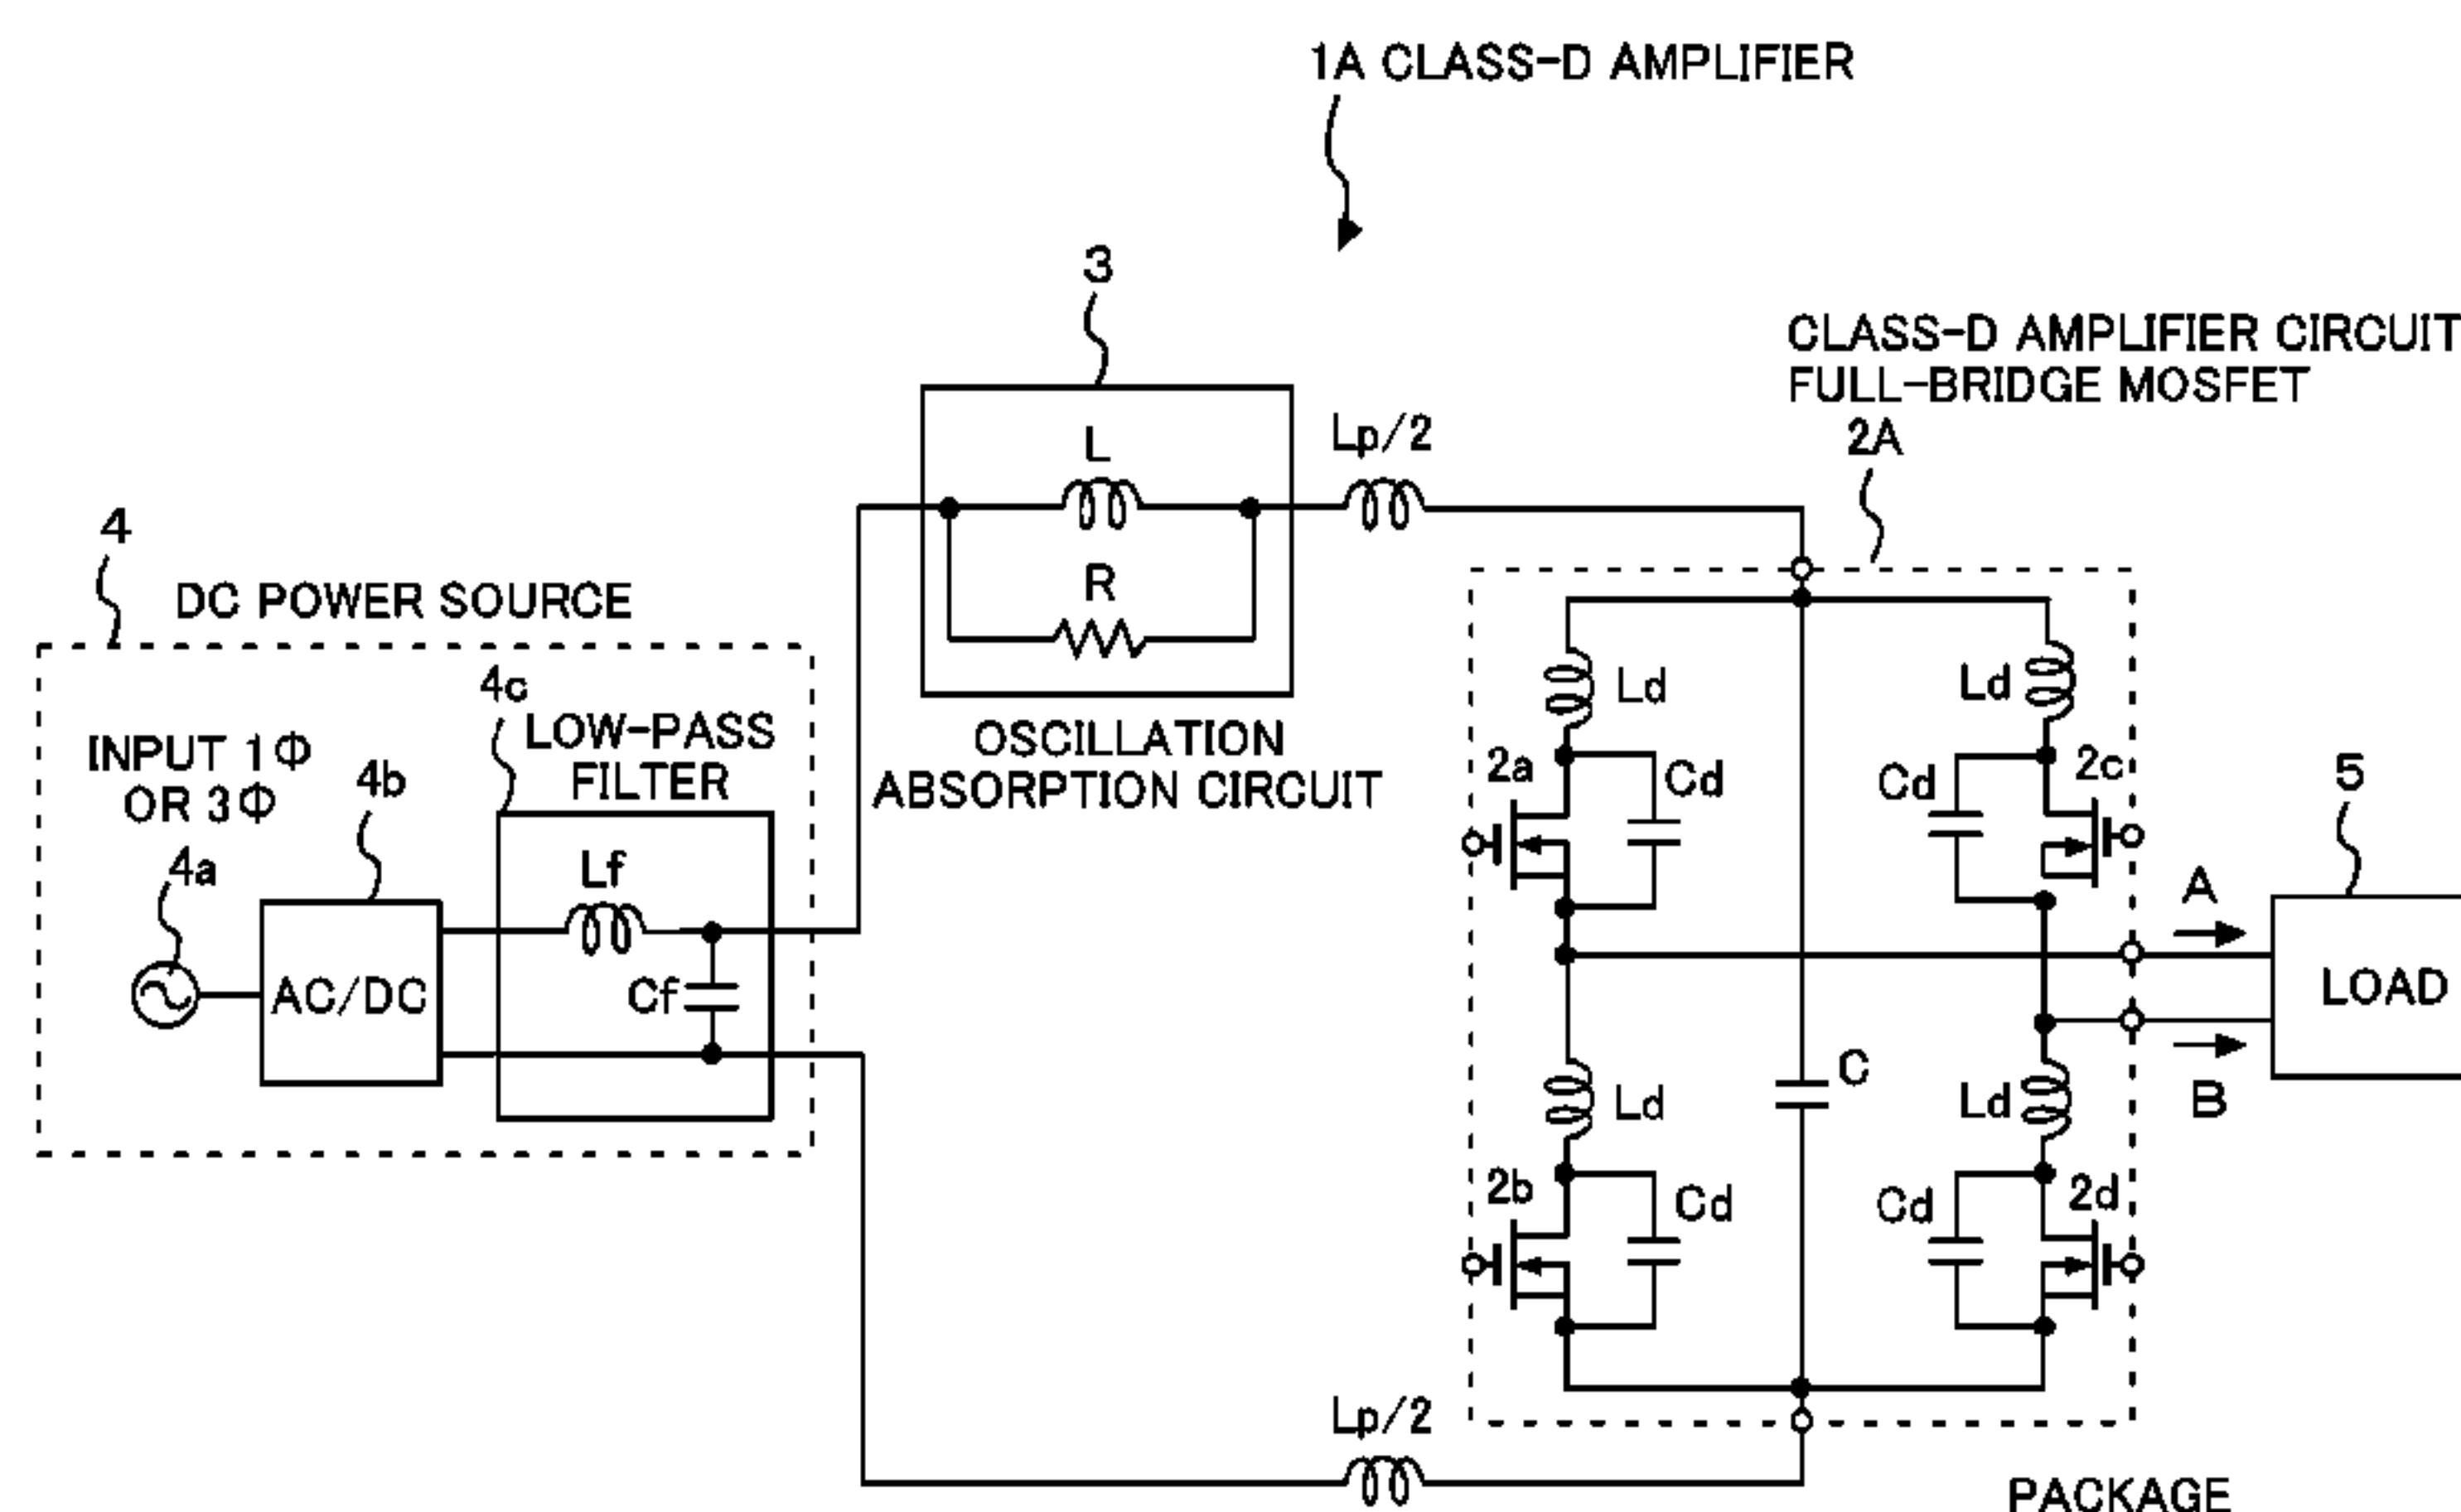 1A CLASS-D AMPLIFIER
3
CLASS-D AMPLIFIER CIRCUIT
FULL-BRIDGE MOSFET
2A
L
Lp/2
R
4
DC POWER SOURCE
4c
LOW-PASS
FILTER
OSCILLATION
ABSORPTION CIRCUIT
INPUT 1Φ
OR 3Φ
4b
4a
Lf
AC/DC
Cf
Ld
Ld
2a
Cd
Cd
2c
5
A
LOAD
B
C
Ld
Ld
2b
Cd
Cd
2d
Lp/2
PACKAGE